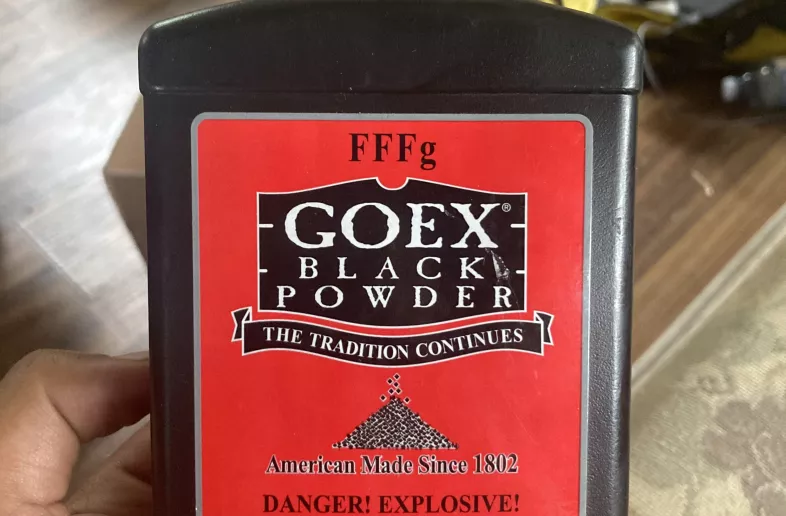 FFFg
GOEX®
BLACK
POWDER
THE TRADITION CONTINUES
American Made Since 1802
DANGER! EXPLOSIVE!